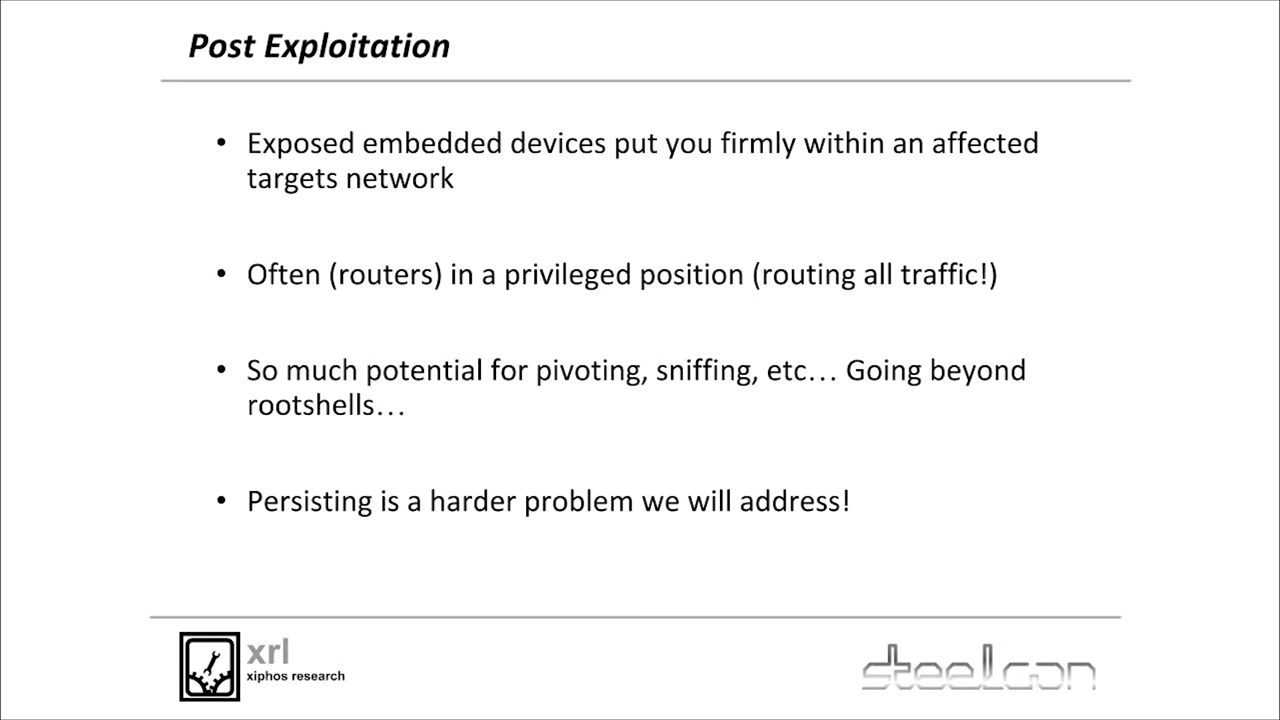 Post Exploitation
• Exposed embedded devices put you firmly within an affected
targets network
• Often (routers) in a privileged position (routing all traffic!)
• So much potential for pivoting, sniffing, etc… Going beyond
rootshells…
• Persisting is a harder problem we will address!
xrl
xiphos research
steelcon